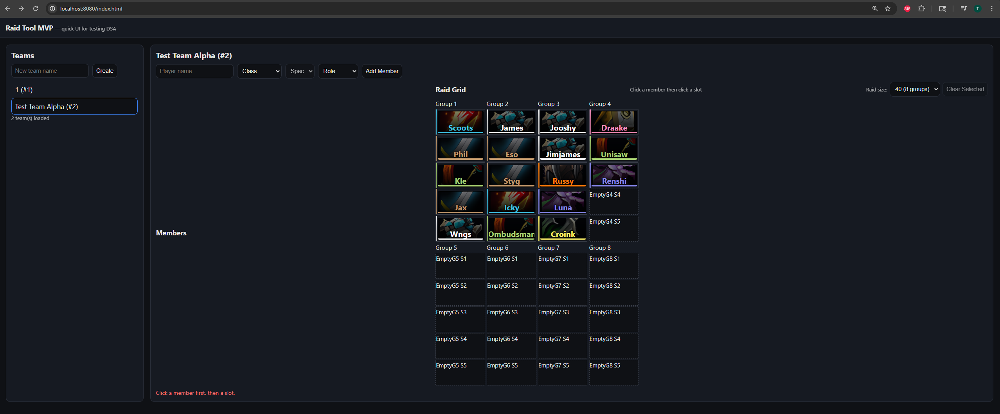 localhost:8080/index.html
ABP
T
Raid Tool MVP — quick UI for testing DSA
Teams
New team name
Create
1 (#1)
Test Team Alpha (#2)
2 team(s) loaded
Test Team Alpha (#2)
Player name
Class
Spec
Role
Add Member
Raid Grid
Click a member then click a slot
Raid size:
40 (8 groups)
Clear Selected
Members
Group 1 Group 2 Group 3 Group 4
Scoots James Jooshy Draake
Phil Eso Jimjames Unisaw
Kle Styg Russy Renshi
Jax Icky Luna EmptyG4 S4
Wngs Ombudsman Croink EmptyG4 S5
Group 5 Group 6 Group 7 Group 8
EmptyG5 S1 EmptyG6 S1 EmptyG7 S1 EmptyG8 S1
EmptyG5 S2 EmptyG6 S2 EmptyG7 S2 EmptyG8 S2
EmptyG5 S3 EmptyG6 S3 EmptyG7 S3 EmptyG8 S3
EmptyG5 S4 EmptyG6 S4 EmptyG7 S4 EmptyG8 S4
EmptyG5 S5 EmptyG6 S5 EmptyG7 S5 EmptyG8 S5
Click a member first, then a slot.